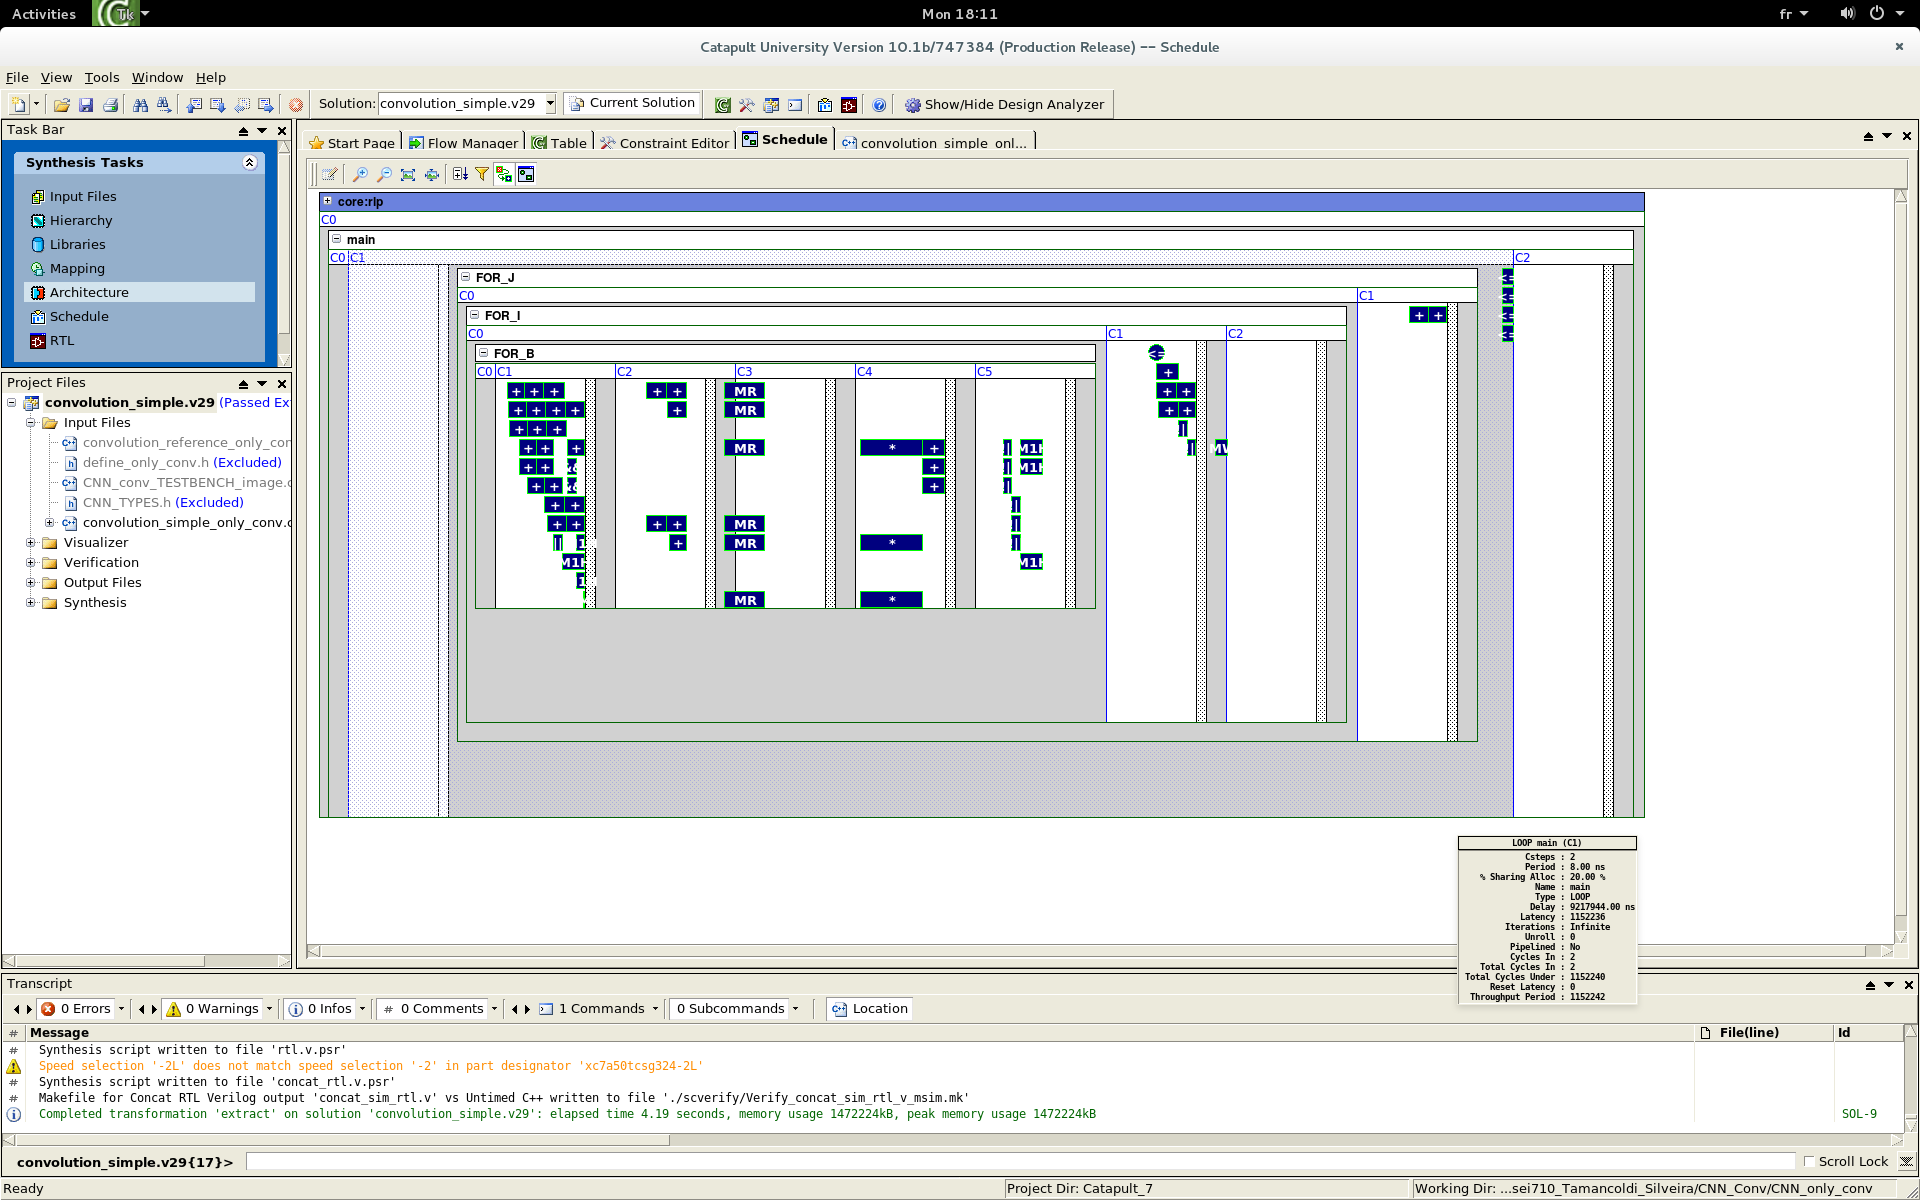 Activities
Tk
Mon 18:11
fr
Catapult University Version 10.1b/747384 (Production Release) -- Schedule
File View Tools Window Help
Solution: convolution_simple.v29 Current Solution Show/Hide Design Analyzer
Task Bar
Synthesis Tasks
Input Files
Hierarchy
Libraries
Mapping
Architecture
Schedule
RTL
Project Files
convolution_simple.v29 (Passed Ex
Input Files
convolution_reference_only_cor
define_only_conv.h (Excluded)
CNN_conv_TESTBENCH_image.c
CNN_TYPES.h (Excluded)
convolution_simple_only_conv.c
Visualizer
Verification
Output Files
Synthesis
Start Page Flow Manager Table Constraint Editor Schedule convolution_simple_onl...
core:rlp
C0
main
C0 C1 C2
FOR_J
C0 C1
FOR_I
C0 C1 C2
FOR_B
C0 C1 C2 C3 C4 C5
+ + + + + MR
+ + + + + MR
+ + +
+ + + MR * +
+ + +
+ + +
+ +
+ + + + MR
+ MR *
MR *
<=
+
+ +
+ +
+ +
LOOP main (C1)
Csteps : 2
Period : 8.00 ns
% Sharing Alloc : 20.00 %
Name : main
Type : LOOP
Delay : 9217944.00 ns
Latency : 1152236
Iterations : Infinite
Unroll : 0
Pipelined : No
Cycles In : 2
Total Cycles In : 2
Total Cycles Under : 1152240
Reset Latency : 0
Throughput Period : 1152242
Transcript
0 Errors 0 Warnings 0 Infos # 0 Comments 1 Commands 0 Subcommands Location
# Message File(line) Id
# Synthesis script written to file 'rtl.v.psr'
Speed selection '-2L' does not match speed selection '-2' in part designator 'xc7a50tcsg324-2L'
# Synthesis script written to file 'concat_rtl.v.psr'
# Makefile for Concat RTL Verilog output 'concat_sim_rtl.v' vs Untimed C++ written to file './scverify/Verify_concat_sim_rtl_v_msim.mk'
Completed transformation 'extract' on solution 'convolution_simple.v29': elapsed time 4.19 seconds, memory usage 1472224kB, peak memory usage 1472224kB SOL-9
convolution_simple.v29{17}> Scroll Lock
Ready Project Dir: Catapult_7 Working Dir: ...sei710_Tamancoldi_Silveira/CNN_Conv/CNN_only_conv